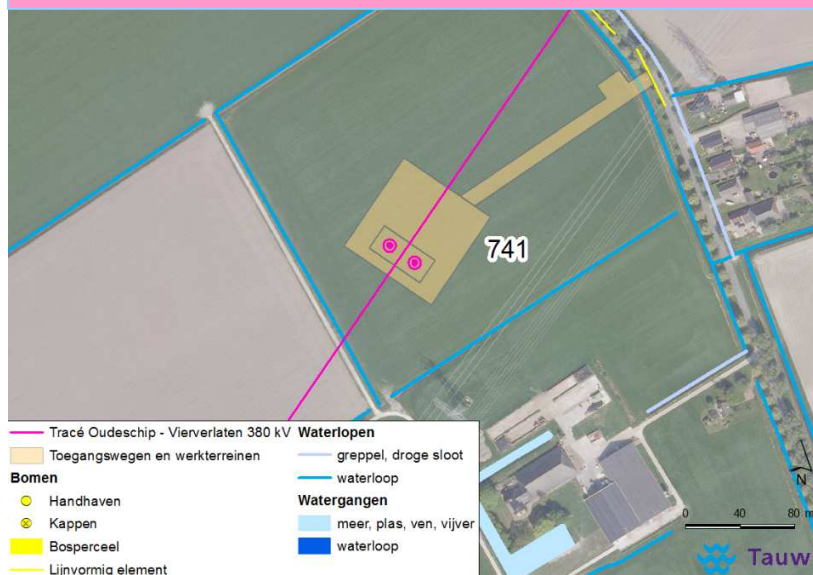 741
Tracé Oudeschip - Vierverlaten 380 kV
Toegangswegen en werkterreinen
Bomen
Handhaven
Kappen
Bosperceel
Lijnvormig element
Waterlopen
greppel, droge sloot
waterloop
Watergangen
meer, plas, ven, vijver
waterloop
N
0 40 80 m
Tauw